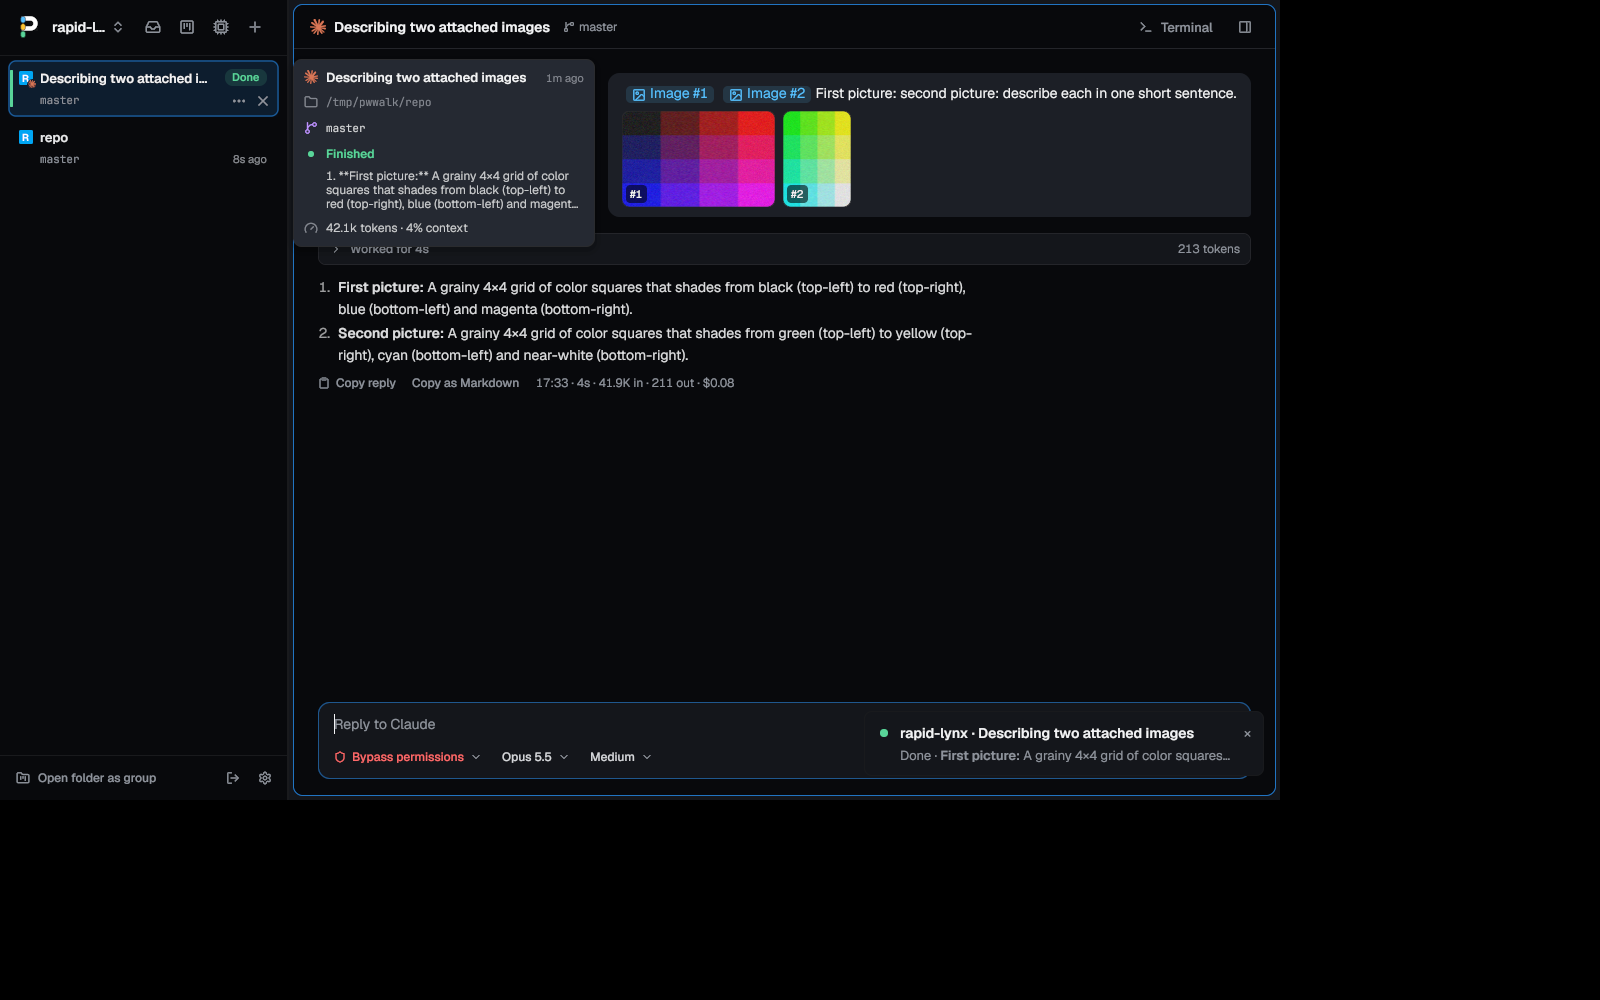 rapid-L...
Describing two attached i... Done
master
repo
master 8s ago
Open folder as group
Describing two attached images master
Terminal
Describing two attached images 1m ago
/tmp/pwwalk/repo
master
Finished
1. **First picture:** A grainy 4×4 grid of color
squares that shades from black (top-left) to
red (top-right), blue (bottom-left) and magent...
42.1k tokens · 4% context
Image #1 Image #2 First picture: second picture: describe each in one short sentence.
#1 #2
Worked for 4s 213 tokens
1. First picture: A grainy 4×4 grid of color squares that shades from black (top-left) to red (top-right),
blue (bottom-left) and magenta (bottom-right).
2. Second picture: A grainy 4×4 grid of color squares that shades from green (top-left) to yellow (top-
right), cyan (bottom-left) and near-white (bottom-right).
Copy reply Copy as Markdown 17:33 · 4s · 41.9K in · 211 out · $0.08
Reply to Claude
Bypass permissions Opus 5.5 Medium
rapid-lynx · Describing two attached images ×
Done · First picture: A grainy 4×4 grid of color squares...